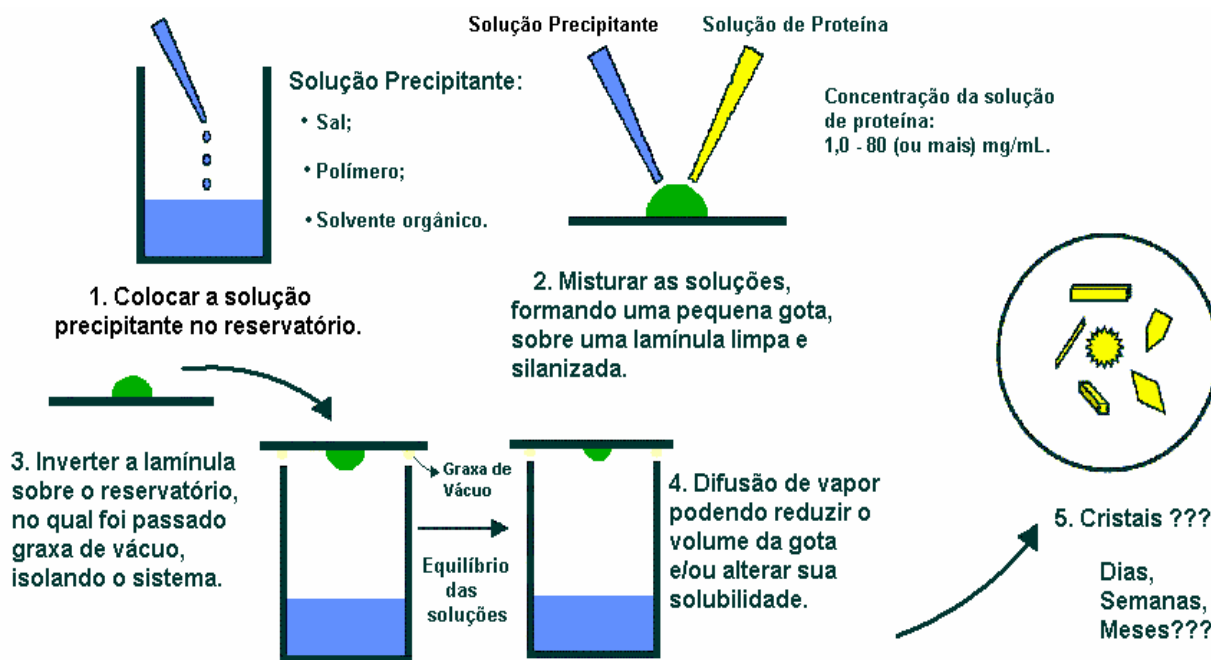 Solução Precipitante
Solução de Proteína
Solução Precipitante:
• Sal;
• Polímero;
• Solvente orgânico.
Concentração da solução
de proteína:
1,0 - 80 (ou mais) mg/mL.
1. Colocar a solução
precipitante no reservatório.
2. Misturar as soluções,
formando uma pequena gota,
sobre uma lamínula limpa e
silanizada.
3. Inverter a lamínula
sobre o reservatório,
no qual foi passado
graxa de vácuo,
isolando o sistema.
Graxa de
Vácuo
Equilíbrio
das
soluções
4. Difusão de vapor
podendo reduzir o
volume da gota
e/ou alterar sua
solubilidade.
5. Cristais ???
Dias,
Semanas,
Meses???